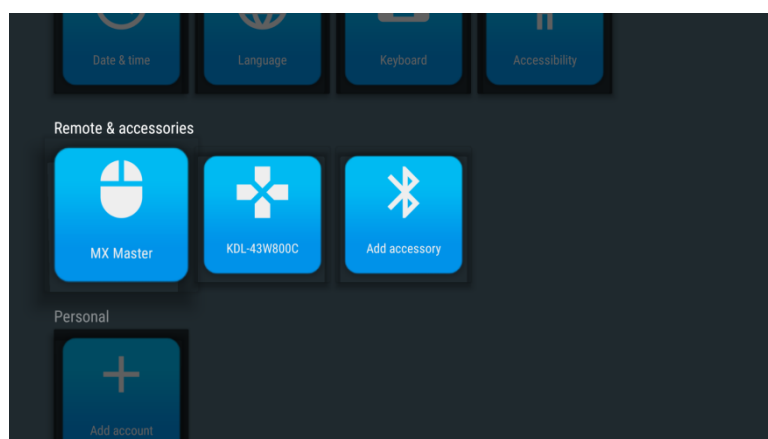 Date & time
Language
Keyboard
Accessibility
Remote & accessories
MX Master
KDL-43W800C
Add accessory
Personal
Add account